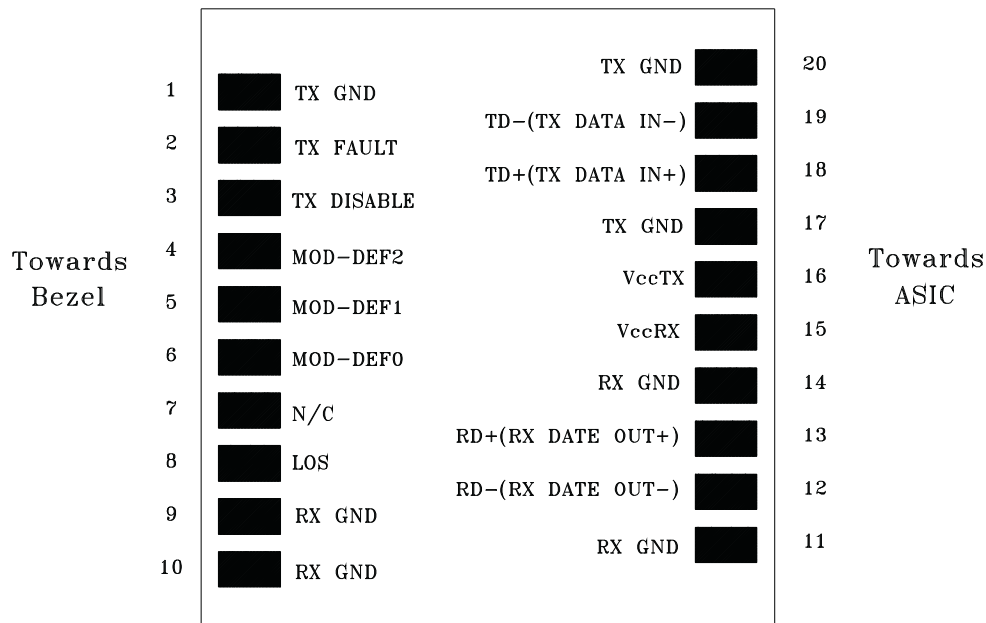 Towards
Bezel
1 TX GND
2 TX FAULT
3 TX DISABLE
4 MOD-DEF2
5 MOD-DEF1
6 MOD-DEF0
7 N/C
8 LOS
9 RX GND
10 RX GND
TX GND 20
TD-(TX DATA IN-) 19
TD+(TX DATA IN+) 18
TX GND 17
VccTX 16
VccRX 15
RX GND 14
RD+(RX DATE OUT+) 13
RD-(RX DATE OUT-) 12
RX GND 11
Towards
ASIC